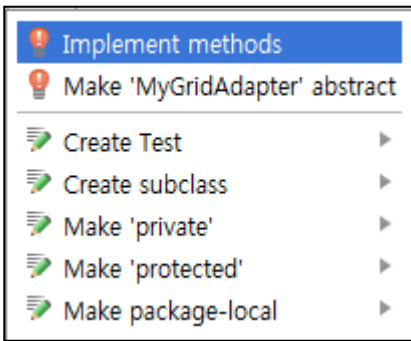 Implement methods
Make 'MyGridAdapter' abstract
Create Test
Create subclass
Make 'private'
Make 'protected'
Make package-local